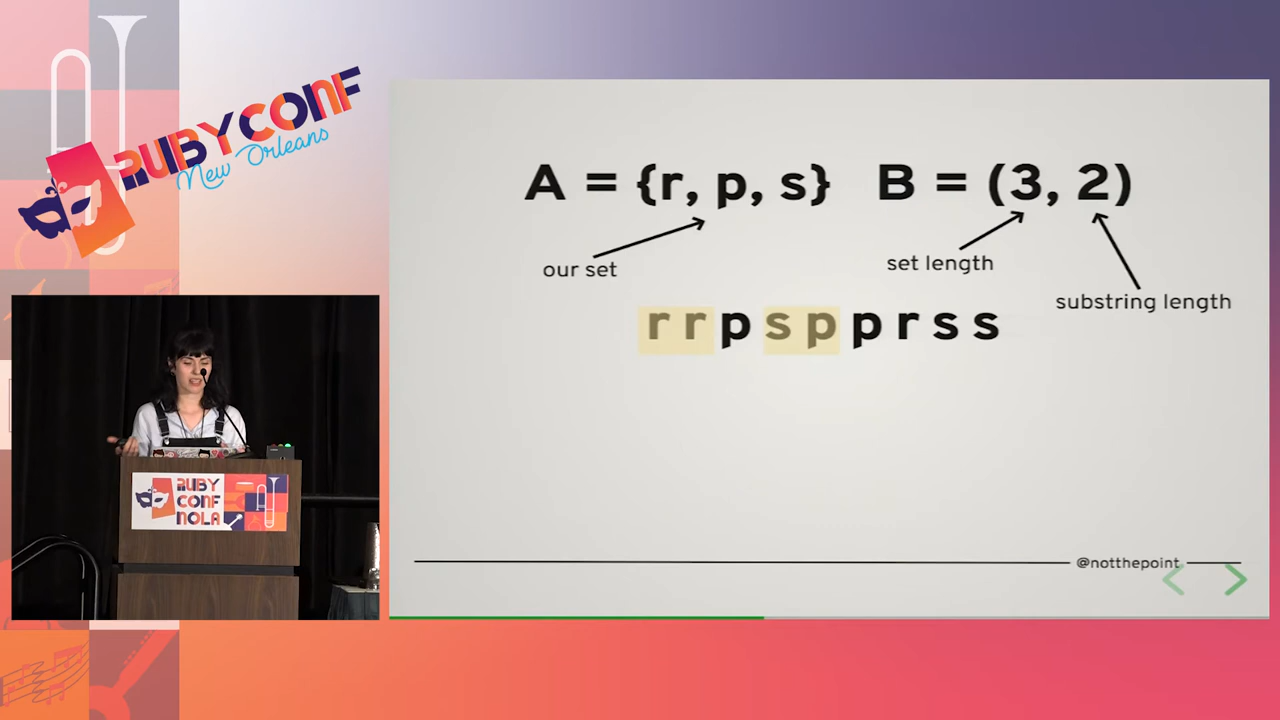 RUBYCONF
New Orleans
A = {r, p, s} B = (3, 2)
our set
set length
substring length
r r p s p p r s s
@notthepoint
RUBY
CONF
NOLA